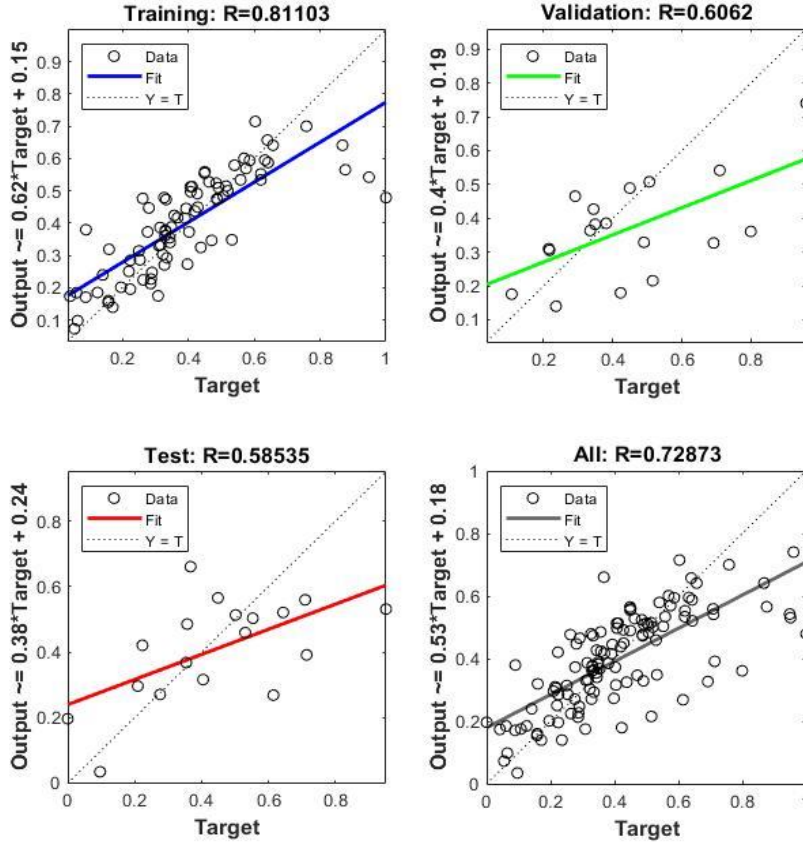 Training: R=0.81103
Output ~= 0.62*Target + 0.15
Data
Fit
Y = T
0.9
0.8
0.7
0.6
0.5
0.4
0.3
0.2
0.1
0.2
0.4
0.6
0.8
1
Target
Validation: R=0.6062
Output ~= 0.4*Target + 0.19
Data
Fit
Y = T
0.9
0.8
0.7
0.6
0.5
0.4
0.3
0.2
0.1
0.2
0.4
0.6
0.8
Target
Test: R=0.58535
Output ~= 0.38*Target + 0.24
Data
Fit
Y = T
0.8
0.6
0.4
0.2
0
0
0.2
0.4
0.6
0.8
Target
All: R=0.72873
Output ~= 0.53*Target + 0.18
Data
Fit
Y = T
1
0.8
0.6
0.4
0.2
0
0
0.2
0.4
0.6
0.8
Target